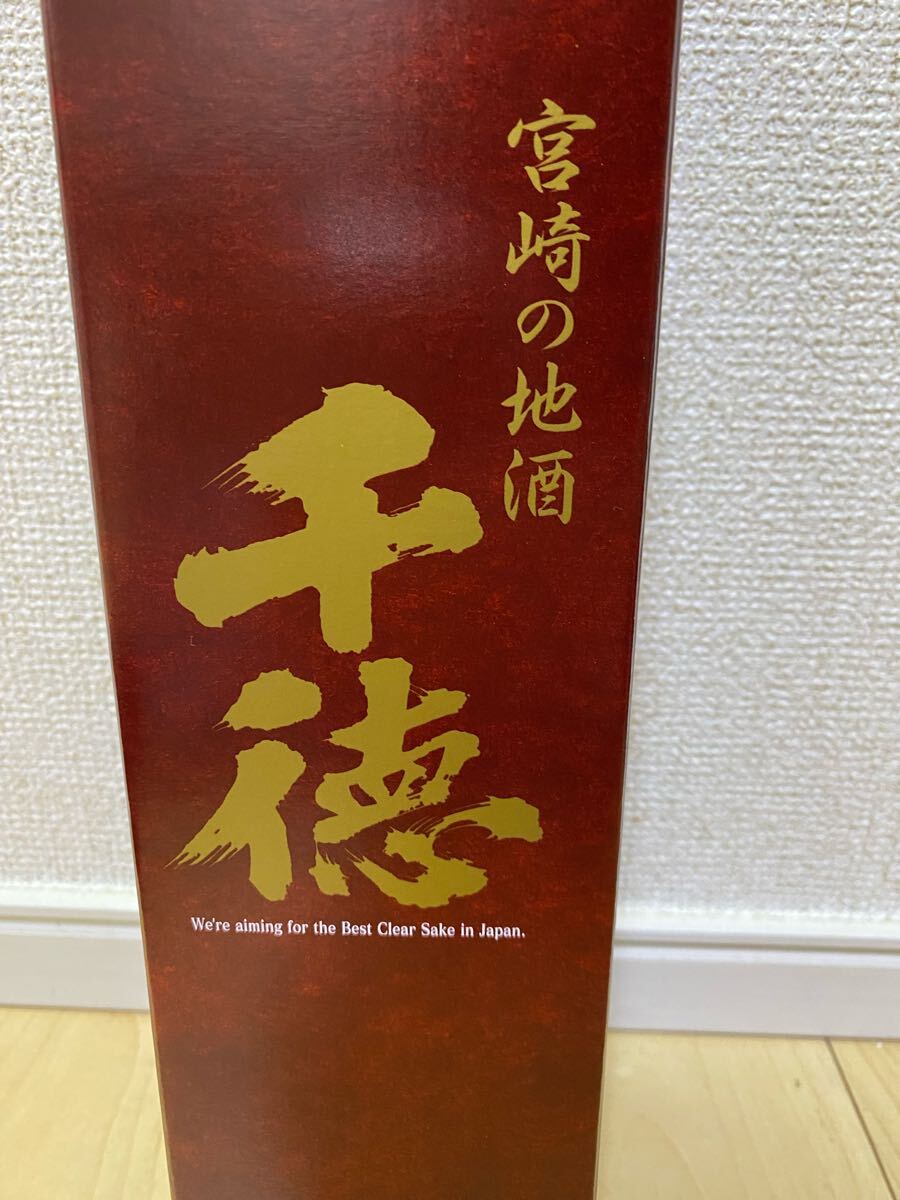 宮崎の地酒
千徳
We're aiming for the Best Clear Sake in Japan.